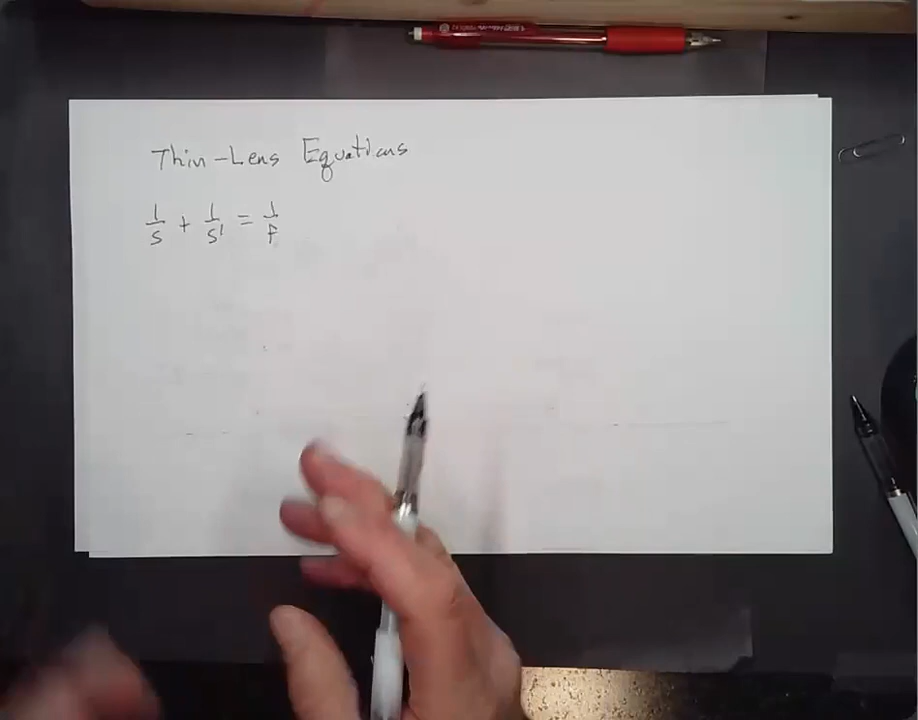 Thin-Lens Equations
1/s + 1/s' = 1/f